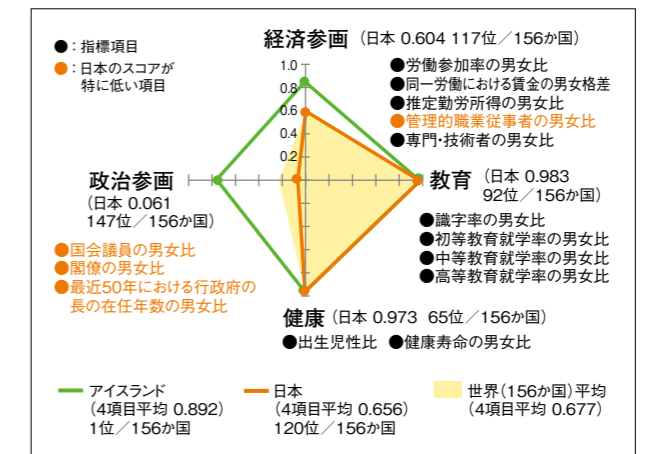 ●：指標項目
●：日本のスコアが
特に低い項目
経済参画（日本 0.604 117位／156か国）
1.0
0.8
0.6
0.4
0.2
●労働参加率の男女比
●同一労働における賃金の男女格差
●推定勤労所得の男女比
●管理的職業従事者の男女比
●専門・技術者の男女比
政治参画
（日本 0.061
147位／156か国）
●国会議員の男女比
●閣僚の男女比
●最近50年における行政府の
長の在任年数の男女比
教育（日本 0.983
92位／156か国）
●識字率の男女比
●初等教育就学率の男女比
●中等教育就学率の男女比
●高等教育就学率の男女比
健康（日本 0.973 65位／156か国）
●出生児性比 ●健康寿命の男女比
アイスランド
（4項目平均 0.892）
1位／156か国
日本
（4項目平均 0.656）
120位／156か国
世界（156か国）平均
（4項目平均 0.677）